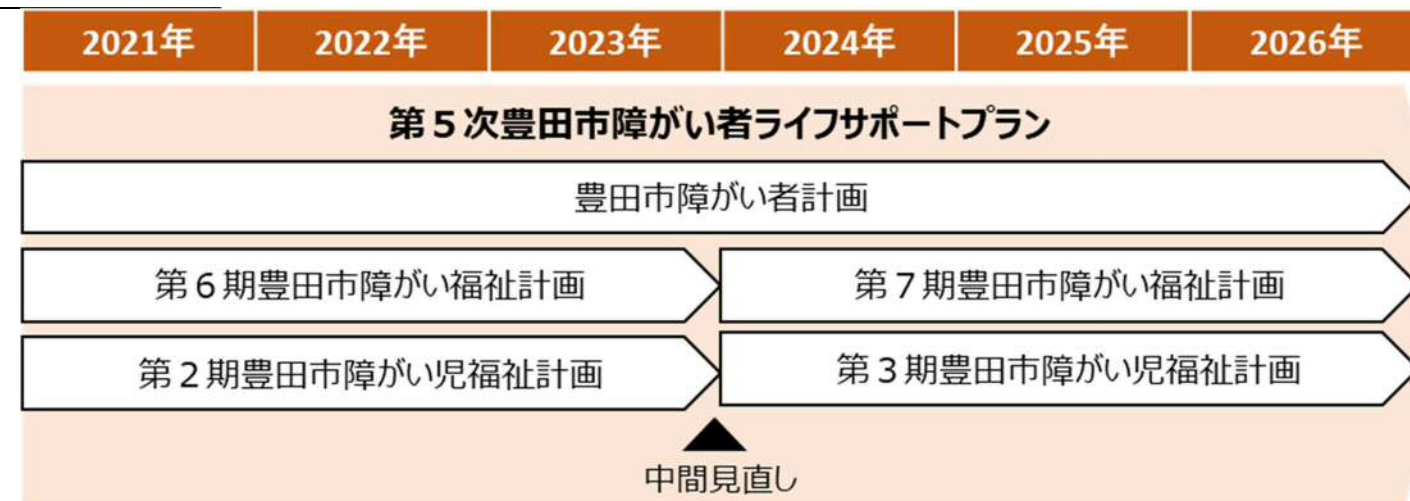 2021年 2022年 2023年 2024年 2025年 2026年
第5次豊田市障がい者ライフサポートプラン
豊田市障がい者計画
第6期豊田市障がい福祉計画 第7期豊田市障がい福祉計画
第2期豊田市障がい児福祉計画 第3期豊田市障がい児福祉計画
中間見直し